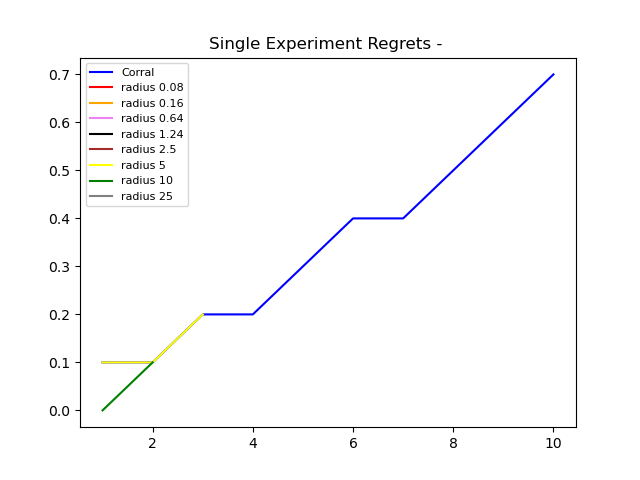 Single Experiment Regrets -
0.7
0.6
0.5
0.4
0.3
0.2
0.1
0.0
Corral
radius 0.08
radius 0.16
radius 0.64
radius 1.24
radius 2.5
radius 5
radius 10
radius 25
2 4 6 8 10